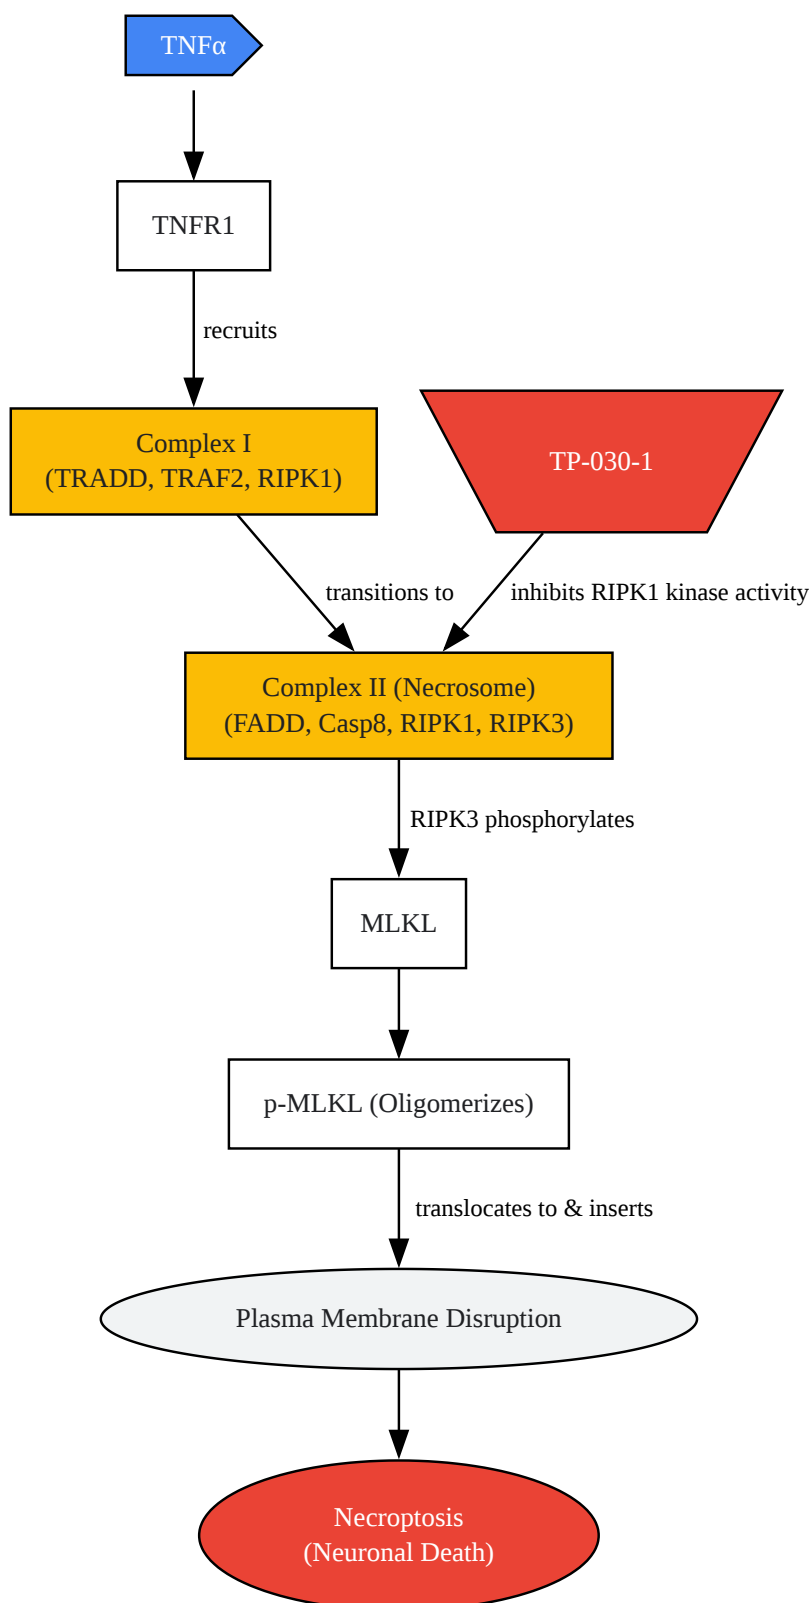 TNFα
TNFR1
recruits
Complex I
(TRADD, TRAF2, RIPK1)
TP-030-1
transitions to
inhibits RIPK1 kinase activity
Complex II (Necrosome)
(FADD, Casp8, RIPK1, RIPK3)
RIPK3 phosphorylates
MLKL
p-MLKL (Oligomerizes)
translocates to & inserts
Plasma Membrane Disruption
Necroptosis
(Neuronal Death)